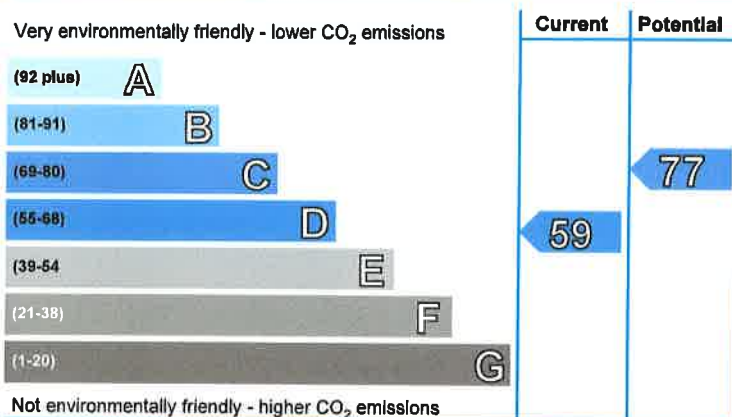 Very environmentally friendly - lower CO₂ emissions
Current
Potential
(92 plus) A
(81-91) B
(69-80) C
77
(55-68) D
59
(39-54 E
(21-38) F
(1-20) G
Not environmentally friendly - higher CO₂ emissions